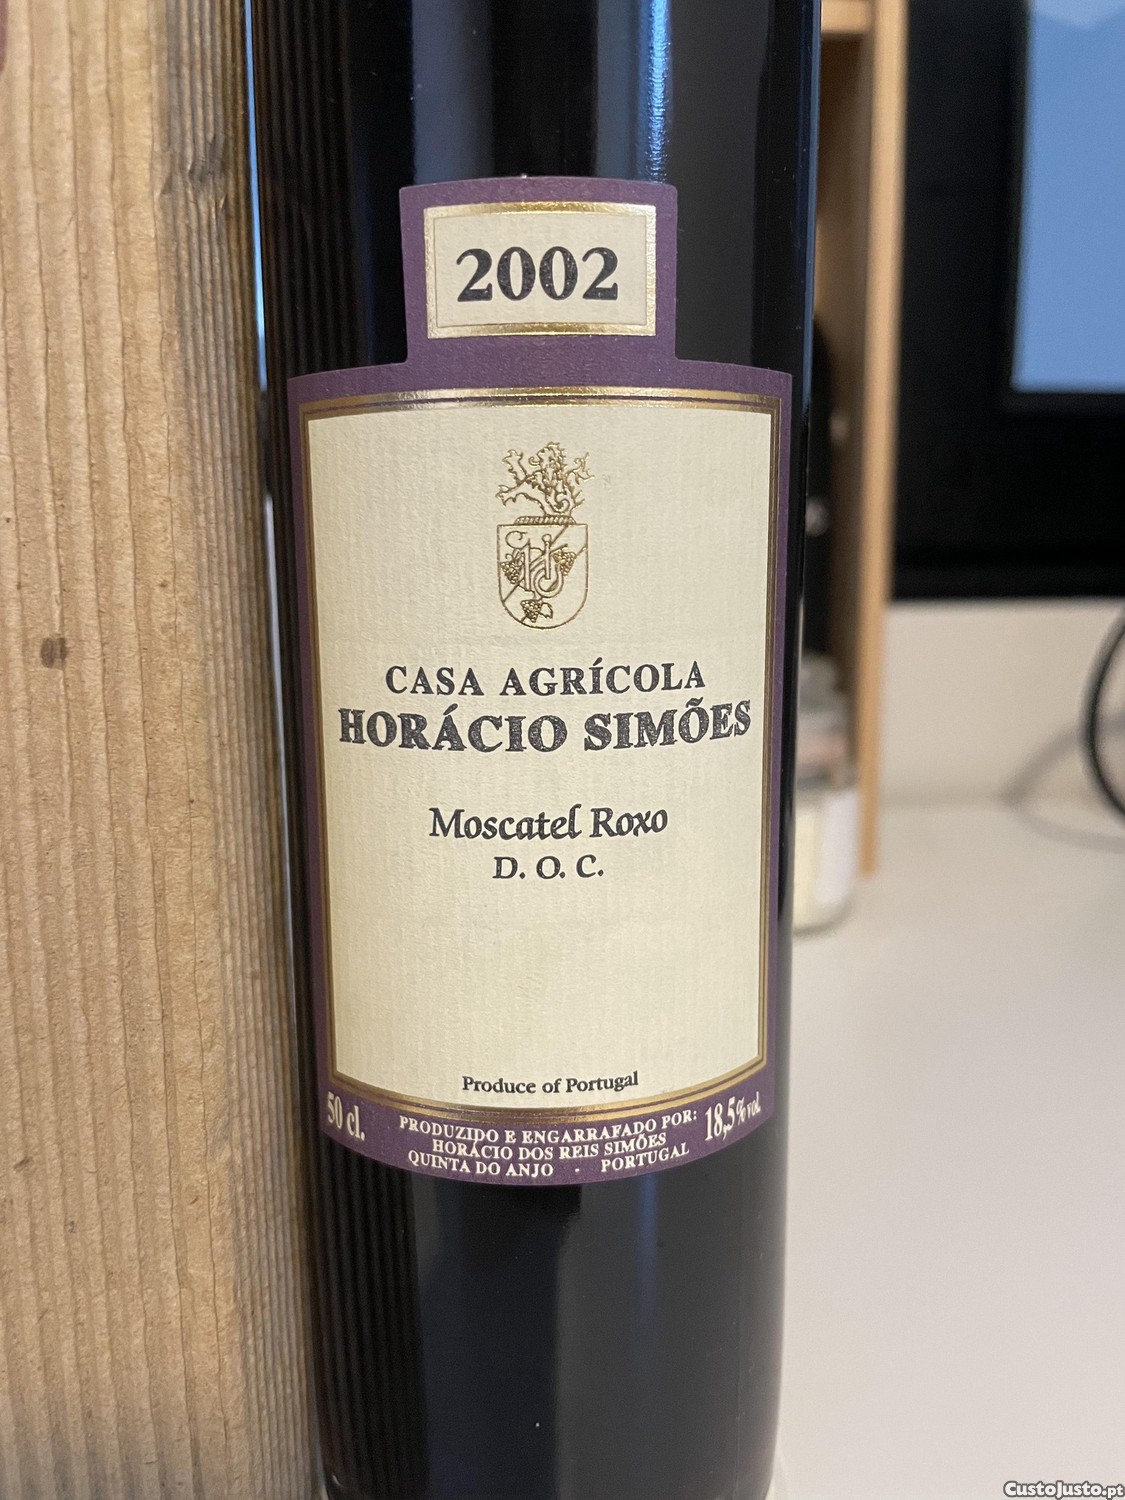 2002
CASA AGRÍCOLA
HORÁCIO SIMÕES
Moscatel Roxo
D. O. C.
Produce of Portugal
50 cl.
PRODUZIDO E ENGARRAFADO POR:
HORÁCIO DOS REIS SIMÕES
QUINTA DO ANJO - PORTUGAL
18,5% vol.
CustoJusto.pt